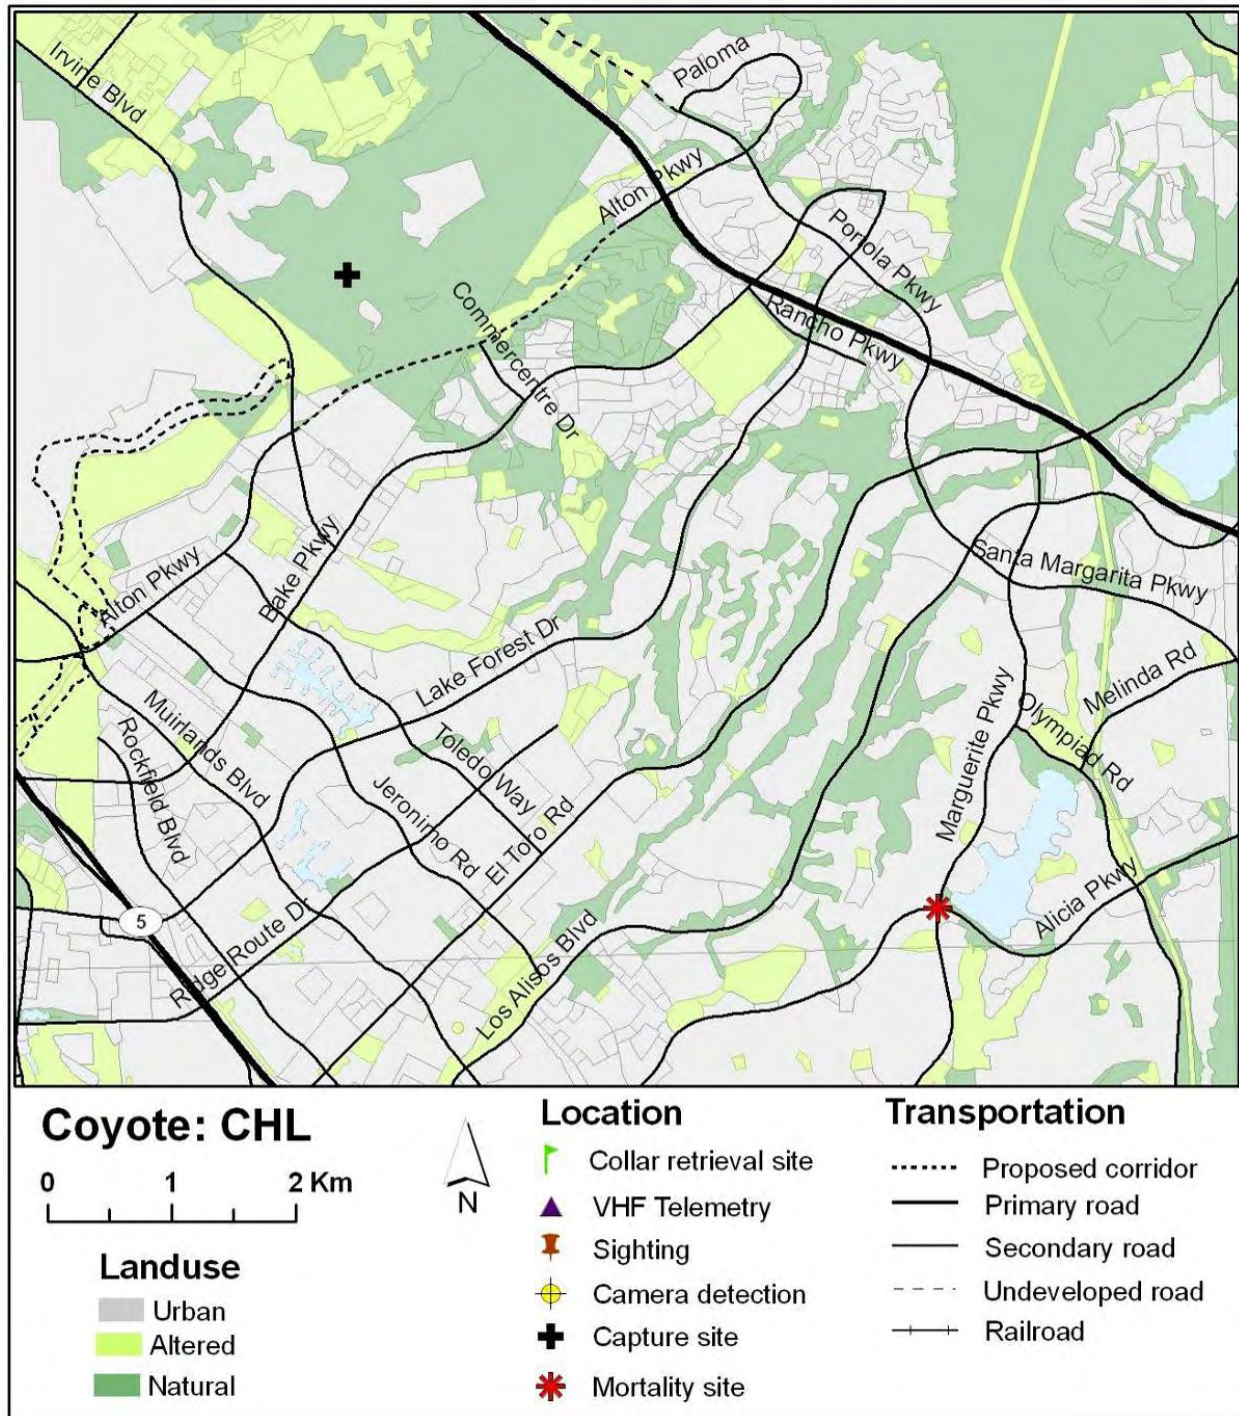 Irvine Blvd
Paloma
Alton Pkwy
Porlola Pkwy
Commercentre Dr
Rancho Pkwy
Santa Margarita Pkwy
Alton Pkwy
Bake Pkwy
Lake Forest Dr
Melinda Rd
Muirlands Blvd
Rockfield Blvd
Toledo Way
Jeronimo Rd
El Toro Rd
Marguerite Pkwy
Olympiad Rd
Alicia Pkwy
5
Ridge Route Dr
Los Alisos Blvd
Coyote: CHL
0 1 2 Km
N
Landuse
Urban
Altered
Natural
Location
Collar retrieval site
VHF Telemetry
Sighting
Camera detection
Capture site
Mortality site
Transportation
Proposed corridor
Primary road
Secondary road
Undeveloped road
Railroad